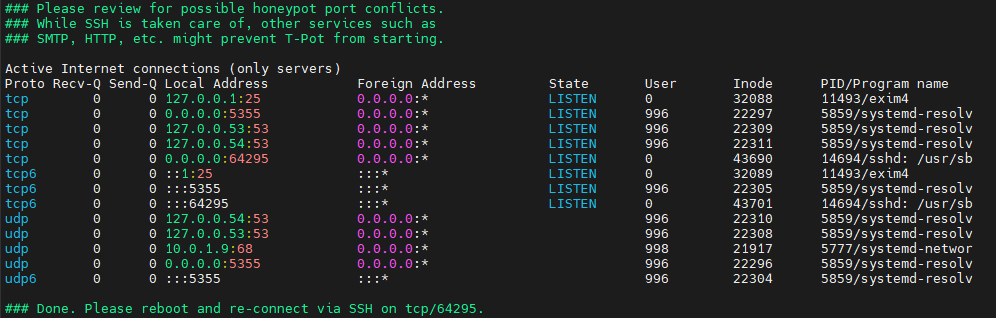 ### Please review for possible honeypot port conflicts.
### While SSH is taken care of, other services such as
### SMTP, HTTP, etc. might prevent T-Pot from starting.

Active Internet connections (only servers)
Proto Recv-Q Send-Q Local Address           Foreign Address         State       User       Inode      PID/Program name
tcp        0      0 127.0.0.1:25            0.0.0.0:*               LISTEN      0          32088      11493/exim4
tcp        0      0 0.0.0.0:5355            0.0.0.0:*               LISTEN      996        22297      5859/systemd-resolv
tcp        0      0 127.0.0.53:53           0.0.0.0:*               LISTEN      996        22309      5859/systemd-resolv
tcp        0      0 127.0.0.54:53           0.0.0.0:*               LISTEN      996        22311      5859/systemd-resolv
tcp        0      0 0.0.0.0:64295           0.0.0.0:*               LISTEN      0          43690      14694/sshd: /usr/sb
tcp6       0      0 ::1:25                  :::*                    LISTEN      0          32089      11493/exim4
tcp6       0      0 :::5355                 :::*                    LISTEN      996        22305      5859/systemd-resolv
tcp6       0      0 :::64295                :::*                    LISTEN      0          43701      14694/sshd: /usr/sb
udp        0      0 127.0.0.54:53           0.0.0.0:*                           996        22310      5859/systemd-resolv
udp        0      0 127.0.0.53:53           0.0.0.0:*                           996        22308      5859/systemd-resolv
udp        0      0 10.0.1.9:68             0.0.0.0:*                           998        21917      5777/systemd-networ
udp        0      0 0.0.0.0:5355            0.0.0.0:*                           996        22296      5859/systemd-resolv
udp6       0      0 :::5355                 :::*                                996        22304      5859/systemd-resolv

### Done. Please reboot and re-connect via SSH on tcp/64295.